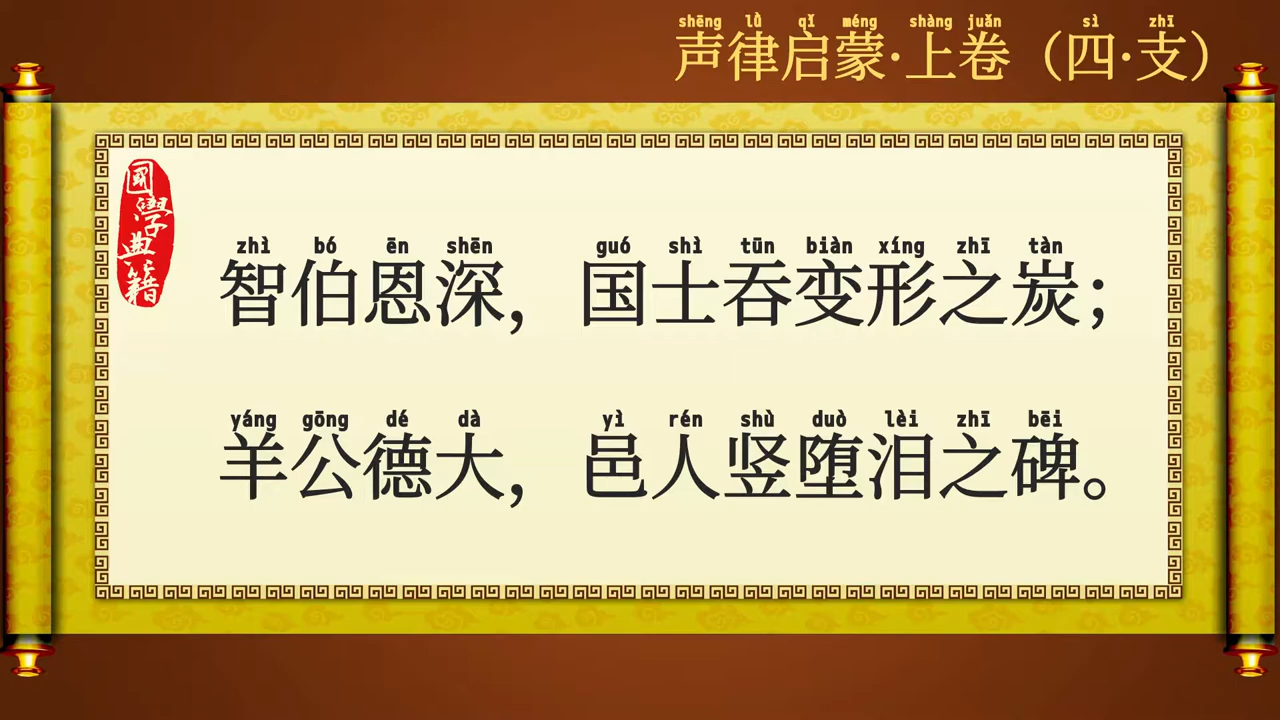 shēng lǜ qǐ méng shàng juǎn sì zhī
声律启蒙·上卷（四·支）
國學典籍
zhì bó ēn shēn guó shì tūn biàn xíng zhī tàn
智伯恩深，国士吞变形之炭；
yáng gōng dé dà yì rén shù duò lèi zhī bēi
羊公德大，邑人竖堕泪之碑。